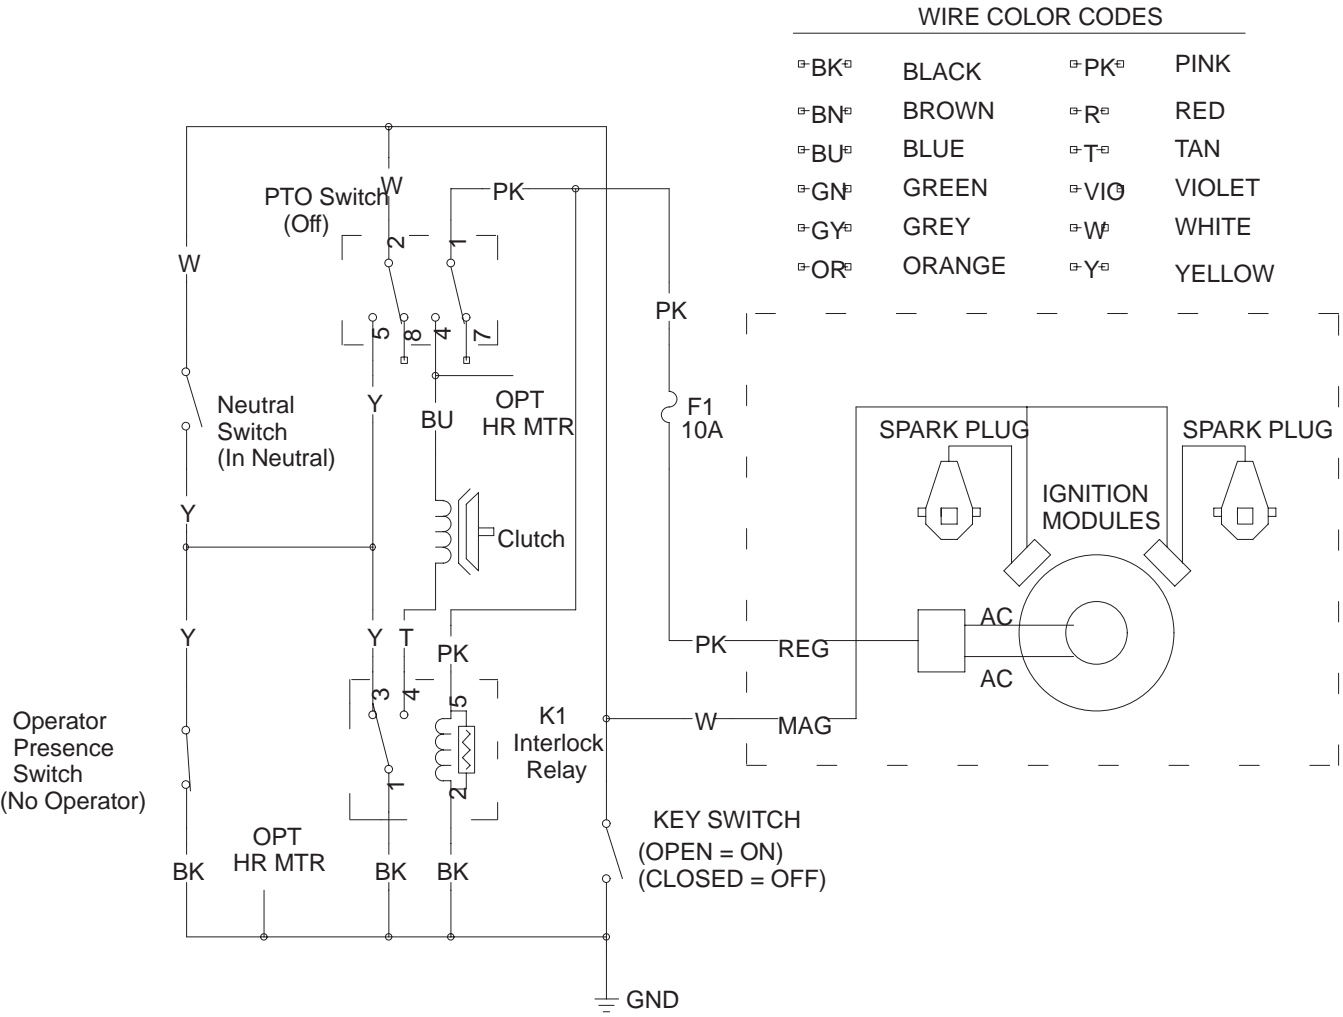 WIRE COLOR CODES
BK BLACK PK PINK
BN BROWN R RED
BU BLUE T TAN
GN GREEN VIO VIOLET
GY GREY W WHITE
OR ORANGE Y YELLOW
PTO Switch
(Off)
W
PK
2
1
W
5
8
4
7
PK
Neutral
Switch
(In Neutral)
Y
BU
OPT
HR MTR
F1
10A
SPARK PLUG
SPARK PLUG
IGNITION
MODULES
Y
Clutch
Y
Y
T
PK
PK
REG
AC
AC
3
4
5
Operator
Presence
Switch
(No Operator)
K1
Interlock
Relay
W
MAG
1
2
OPT
HR MTR
KEY SWITCH
(OPEN = ON)
(CLOSED = OFF)
BK
BK
BK
GND